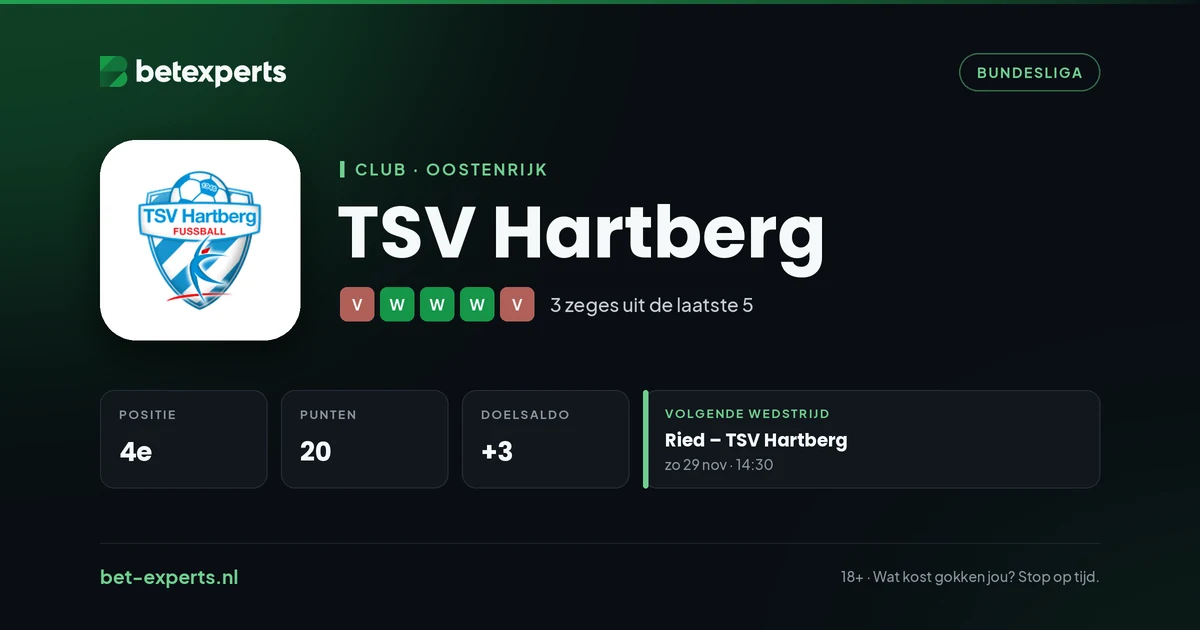 betexperts
BUNDESLIGA
TSV Hartberg
FUSSBALL
CLUB · OOSTENRIJK
TSV Hartberg
V W W W V 3 zeges uit de laatste 5
POSITIE
4e
PUNTEN
20
DOELSALDO
+3
VOLGENDE WEDSTRIJD
Ried – TSV Hartberg
zo 29 nov · 14:30
bet-experts.nl
18+ · Wat kost gokken jou? Stop op tijd.